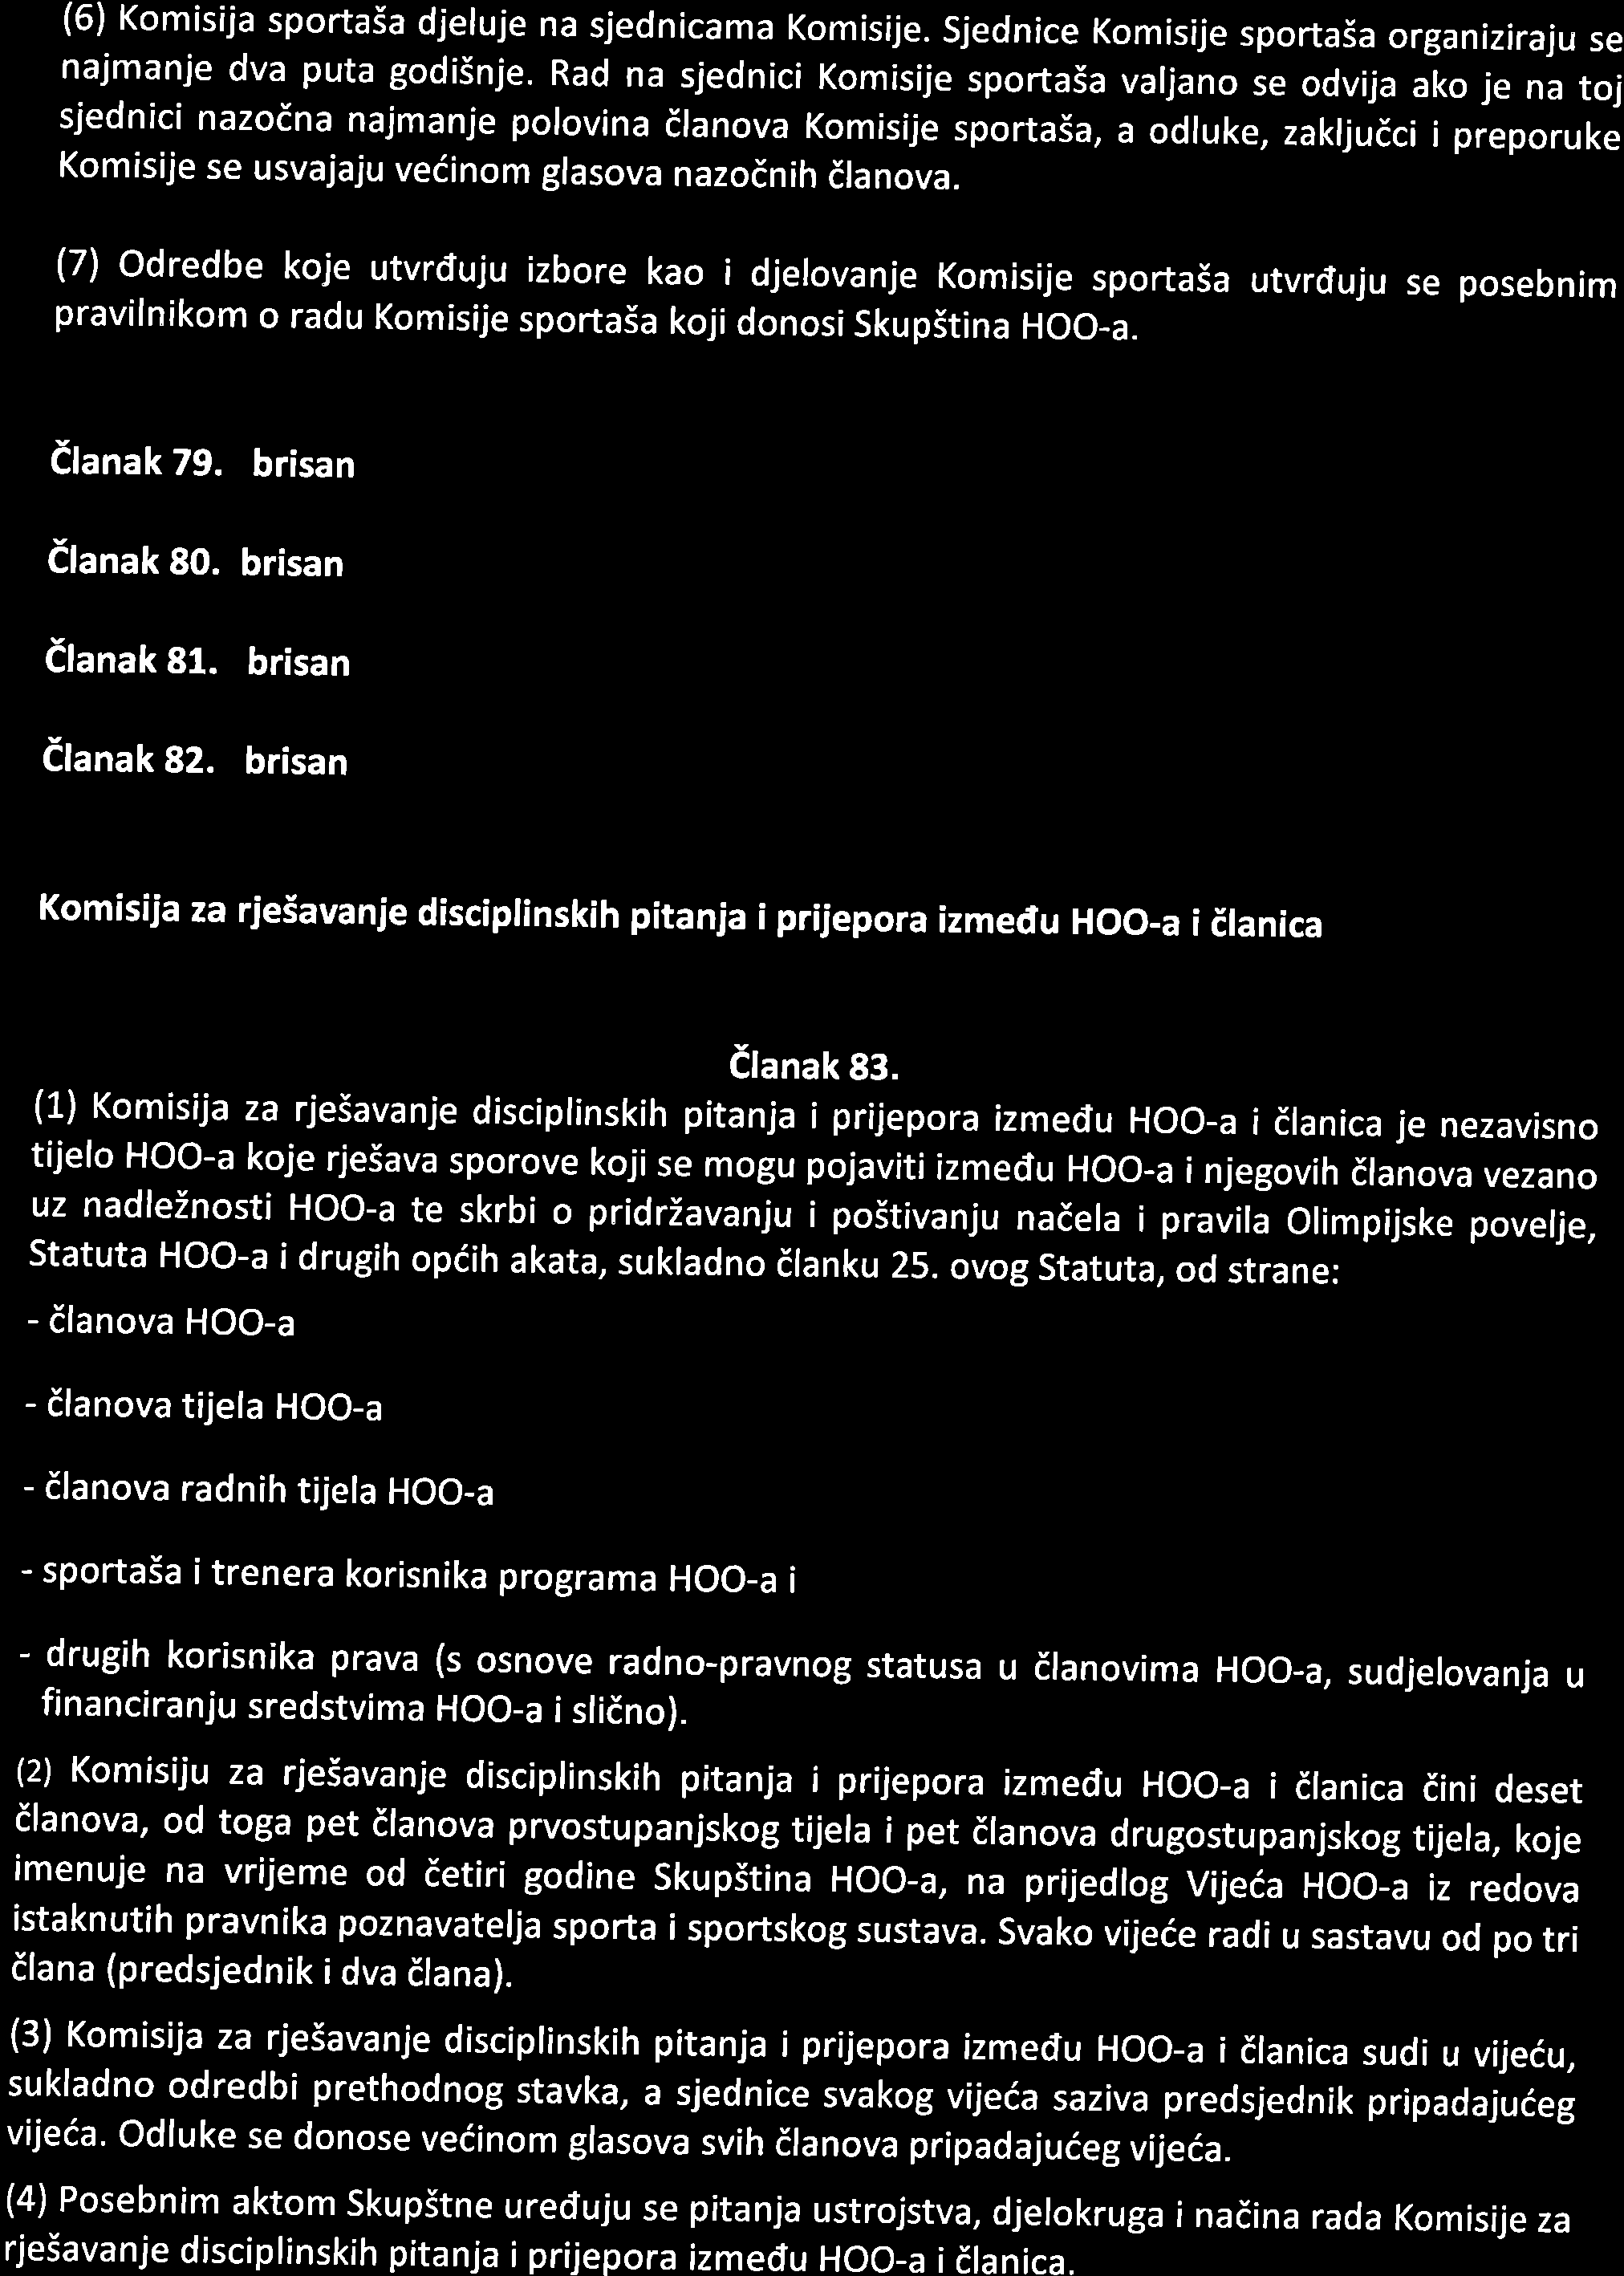 (6) Komisija sportaša djeluje na sjednicama Komisije. Sjednice Komisije sportaša organiziraju se
najmanje dva puta godišnje. Rad na sjednici Komisije sportaša valjano se odvija ako je na toj
sjednici nazočna najmanje polovina članova Komisije sportaša, a odluke, zaključci i preporuke
Komisije se usvajaju većinom glasova nazočnih članova.
(7) Odredbe koje utvrđuju izbore kao i djelovanje Komisije sportaša utvrđuju se posebnim
pravilnikom o radu Komisije sportaša koji donosi Skupština HOO-a.
Članak 79. brisan
Članak 80. brisan
Članak 81. brisan
Članak 82. brisan
Komisija za rješavanje disciplinskih pitanja i prijepora između HOO-a i članica
Članak 83.
(1) Komisija za rješavanje disciplinskih pitanja i prijepora između HOO-a i članica je nezavisno
tijelo HOO-a koje rješava sporove koji se mogu pojaviti između HOO-a i njegovih članova vezano
uz nadležnosti HOO-a te skrbi o pridržavanju i poštivanju načela i pravila Olimpijske povelje,
Statuta HOO-a i drugih općih akata, sukladno članku 25. ovog Statuta, od strane:
- članova HOO-a
- članova tijela HOO-a
- članova radnih tijela HOO-a
- sportaša i trenera korisnika programa HOO-a i
- drugih korisnika prava (s osnove radno-pravnog statusa u članovima HOO-a, sudjelovanja u
financiranju sredstvima HOO-a i slično).
(2) Komisiju za rješavanje disciplinskih pitanja i prijepora između HOO-a i članica čini deset
članova, od toga pet članova prvostupanjskog tijela i pet članova drugostupanjskog tijela, koje
imenuje na vrijeme od četiri godine Skupština HOO-a, na prijedlog Vijeća HOO-a iz redova
istaknutih pravnika poznavatelja sporta i sportskog sustava. Svako vijeće radi u sastavu od po tri
člana (predsjednik i dva člana).
(3) Komisija za rješavanje disciplinskih pitanja i prijepora između HOO-a i članica sudi u vijeću,
sukladno odredbi prethodnog stavka, a sjednice svakog vijeća saziva predsjednik pripadajućeg
vijeća. Odluke se donose većinom glasova svih članova pripadajućeg vijeća.
(4) Posebnim aktom Skupštne uređuju se pitanja ustrojstva, djelokruga i načina rada Komisije za
rješavanje disciplinskih pitanja i prijepora između HOO-a i članica.